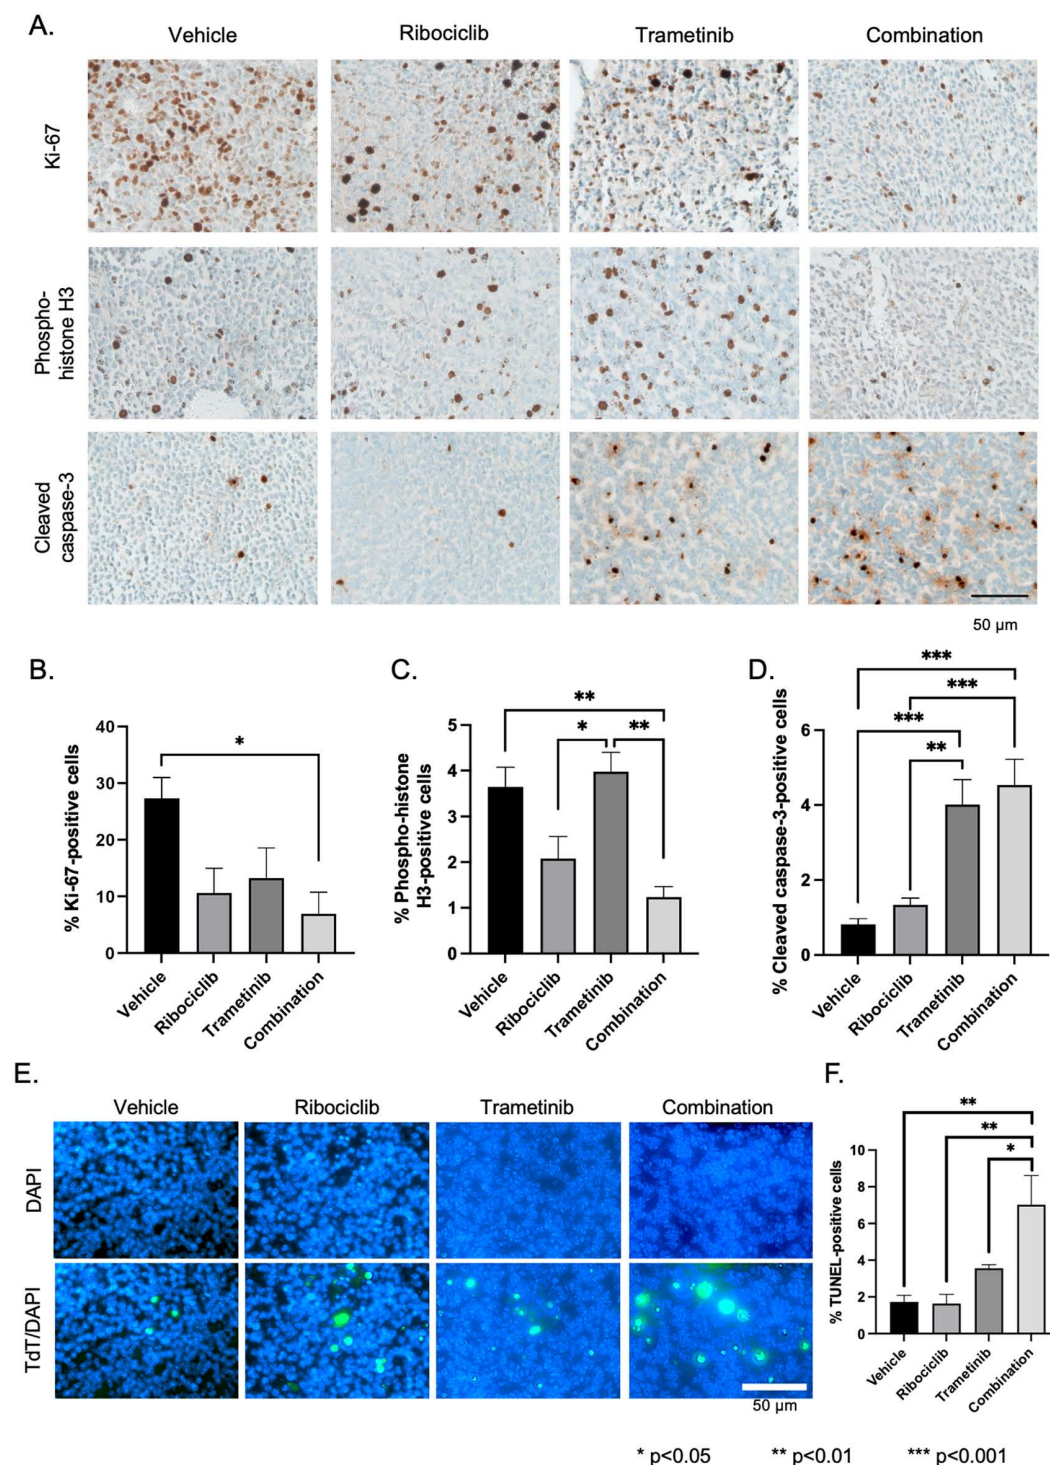 A.
Vehicle
Ribociclib
Trametinib
Combination
Ki-67
Phospho-
histone H3
Cleaved
caspase-3
50 µm
B.
% Ki-67-positive cells
40
30
20
10
0
*
Vehicle
Ribociclib
Trametinib
Combination
C.
% Phospho-histone
H3-positive cells
5
4
3
2
1
0
**
*
**
Vehicle
Ribociclib
Trametinib
Combination
D.
% Cleaved caspase-3-positive cells
6
4
2
0
***
***
***
**
Vehicle
Ribociclib
Trametinib
Combination
E.
Vehicle
Ribociclib
Trametinib
Combination
DAPI
TdT/DAPI
50 µm
F.
% TUNEL-positive cells
10
8
6
4
2
0
**
**
*
Vehicle
Ribociclib
Trametinib
Combination
* p<0.05
** p<0.01
*** p<0.001